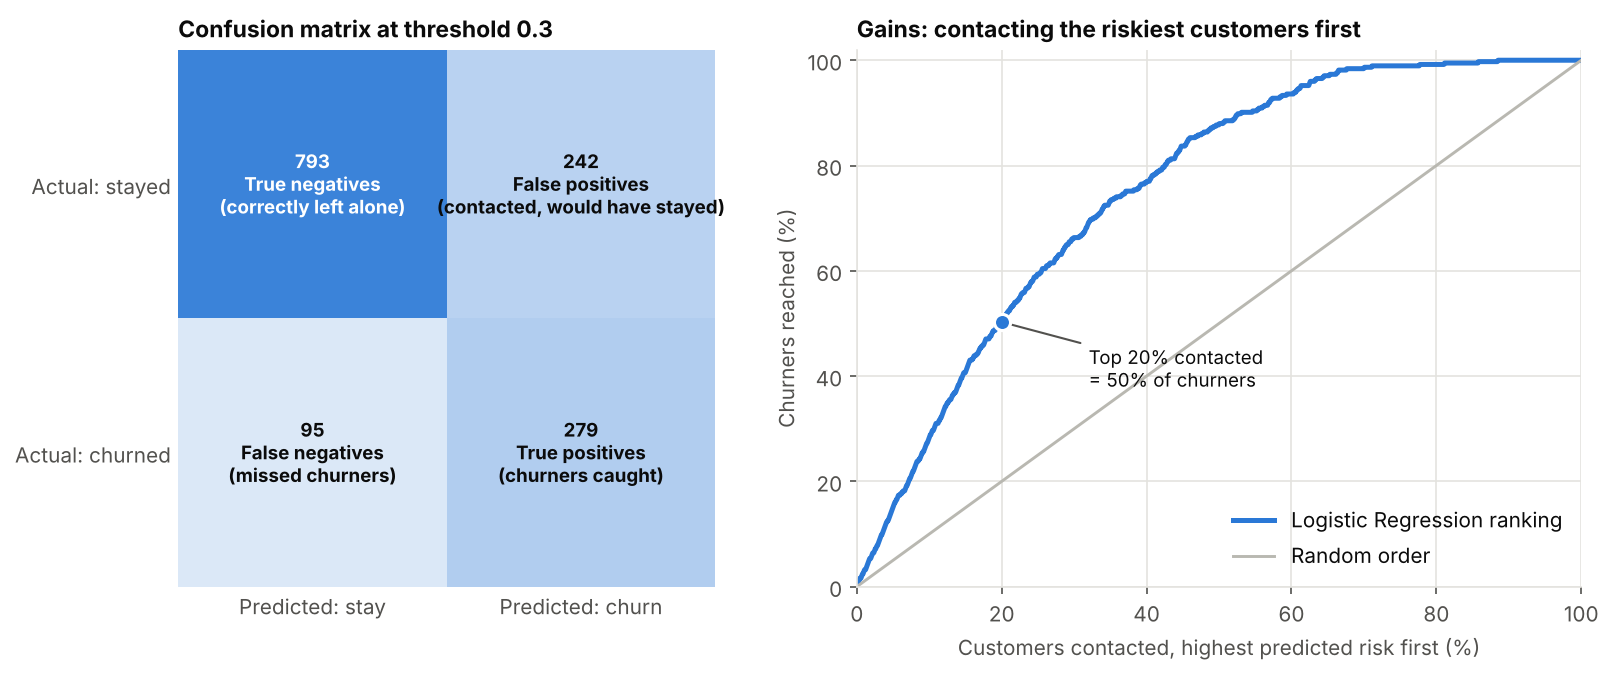 Confusion matrix at threshold 0.3
Actual: stayed
793
True negatives
(correctly left alone)
242
False positives
(contacted, would have stayed)
Actual: churned
95
False negatives
(missed churners)
279
True positives
(churners caught)
Predicted: stay
Predicted: churn
Gains: contacting the riskiest customers first
Churners reached (%)
100
80
60
40
20
0
Top 20% contacted
= 50% of churners
Logistic Regression ranking
Random order
0
20
40
60
80
100
Customers contacted, highest predicted risk first (%)